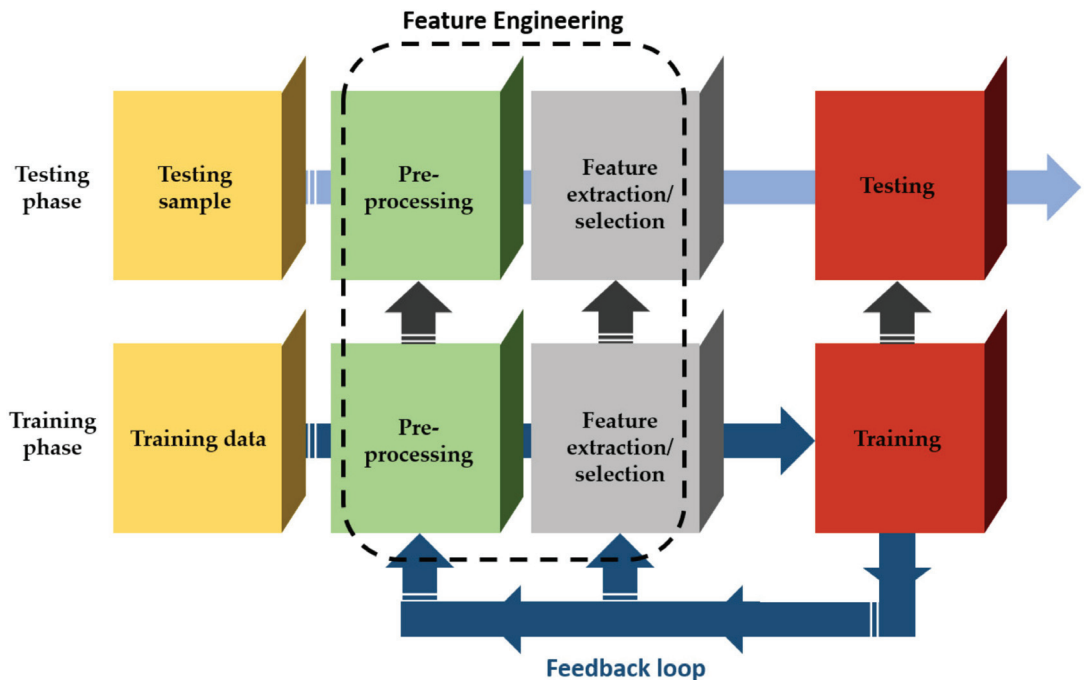 Feature Engineering
Testing
phase
Testing
sample
Pre-
processing
Feature
extraction/
selection
Testing
Training
phase
Training data
Pre-
processing
Feature
extraction/
selection
Training
Feedback loop